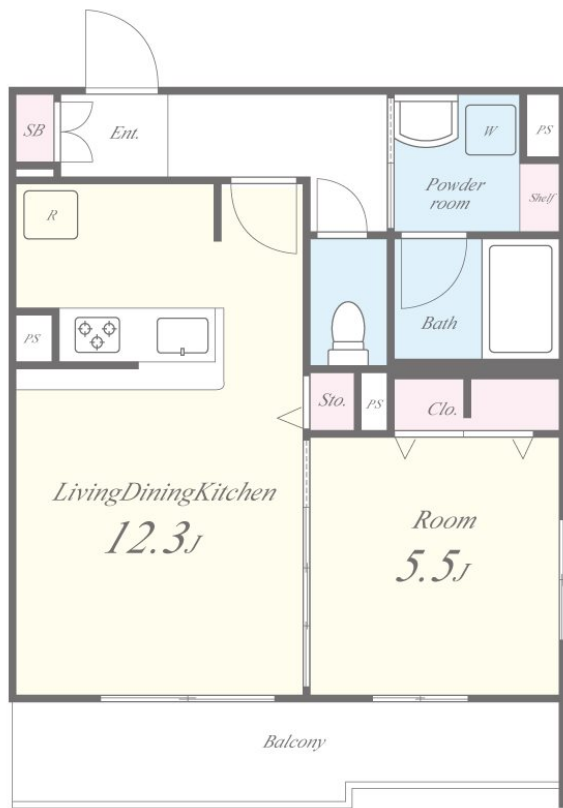 SB
Ent.
W
PS
Powder
room
Shelf
R
PS
Bath
Sto.
PS
Clo.
LivingDiningKitchen
12.3J
Room
5.5J
Balcony